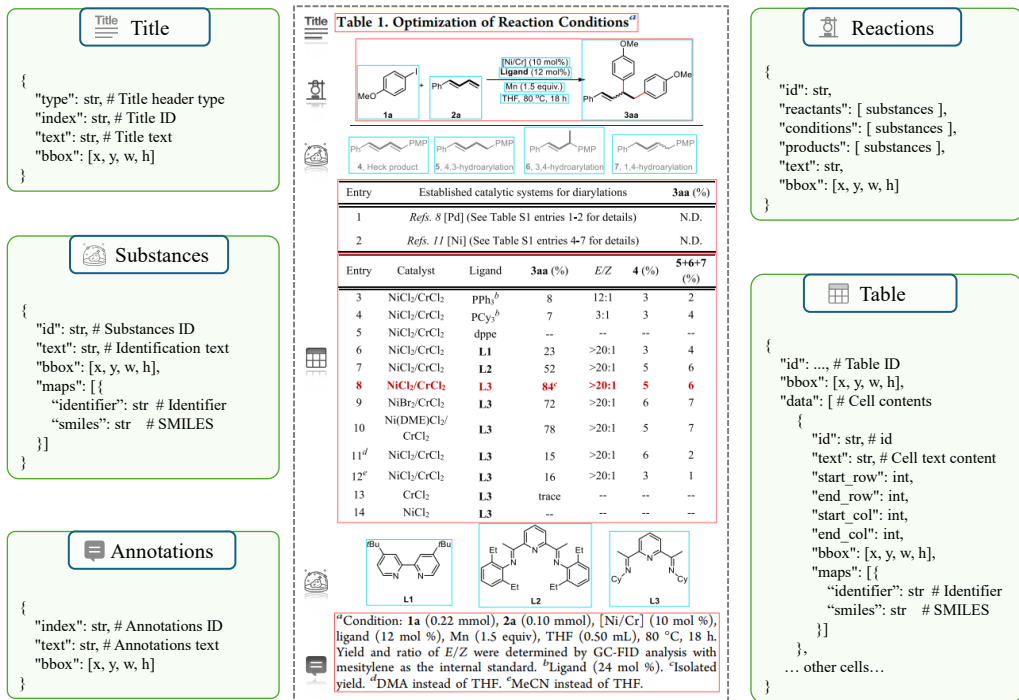 Title
{
"type": str, # Title header type
"index": str, # Title ID
"text": str, # Title text
"bbox": [x, y, w, h]
}
Substances
{
"id": str, # Substances ID
"text": str, # Identification text
"bbox": [x, y, w, h],
"maps": [{
“identifier”: str # Identifier
“smiles”: str # SMILES
}]
}
Annotations
{
"index": str, # Annotations ID
"text": str, # Annotations text
"bbox": [x, y, w, h]
}
Title
Table 1. Optimization of Reaction Conditionsᵃ
I
MeO
1a
+
Ph
2a
[Ni/Cr] (10 mol%)
Ligand (12 mol%)
Mn (1.5 equiv.)
THF, 80 ºC, 18 h
OMe
OMe
Ph
3aa
Ph PMP
4, Heck product
Ph PMP
5, 4,3-hydroarylation
Ph PMP
6, 3,4-hydroarylation
Ph PMP
7, 1,4-hydroarylation
Entry Established catalytic systems for diarylations 3aa (%)
1 Refs. 8 [Pd] (See Table S1 entries 1-2 for details) N.D.
2 Refs. 11 [Ni] (See Table S1 entries 4-7 for details) N.D.
Entry Catalyst Ligand 3aa (%) E/Z 4 (%) 5+6+7 (%)
3 NiCl₂/CrCl₂ PPh₃ᵇ 8 12:1 3 2
4 NiCl₂/CrCl₂ PCy₃ᵇ 7 3:1 3 4
5 NiCl₂/CrCl₂ dppe -- -- -- --
6 NiCl₂/CrCl₂ L1 23 >20:1 3 4
7 NiCl₂/CrCl₂ L2 52 >20:1 5 6
8 NiCl₂/CrCl₂ L3 84ᶜ >20:1 5 6
9 NiBr₂/CrCl₂ L3 72 >20:1 6 7
10 Ni(DME)Cl₂/ CrCl₂ L3 78 >20:1 5 7
11ᵈ NiCl₂/CrCl₂ L3 15 >20:1 6 2
12ᵉ NiCl₂/CrCl₂ L3 16 >20:1 3 1
13 CrCl₂ L3 trace -- -- --
14 NiCl₂ L3 -- -- -- --
tBu tBu
N N
L1
Et Et
N
N N
Et Et
L2
N
N N
Cy Cy
L3
ᵃCondition: 1a (0.22 mmol), 2a (0.10 mmol), [Ni/Cr] (10 mol %),
ligand (12 mol %), Mn (1.5 equiv), THF (0.50 mL), 80 °C, 18 h.
Yield and ratio of E/Z were determined by GC-FID analysis with
mesitylene as the internal standard. ᵇLigand (24 mol %). ᶜIsolated
yield. ᵈDMA instead of THF. ᵉMeCN instead of THF.
Reactions
{
"id": str,
"reactants": [ substances ],
"conditions": [ substances ],
"products": [ substances ],
"text": str,
"bbox": [x, y, w, h]
}
Table
{
"id": ..., # Table ID
"bbox": [x, y, w, h],
"data": [ # Cell contents
{
"id": str, # id
"text": str, # Cell text content
"start_row": int,
"end_row": int,
"start_col": int,
"end_col": int,
"bbox": [x, y, w, h],
"maps": [{
“identifier”: str # Identifier
“smiles”: str # SMILES
}]
},
… other cells…
}